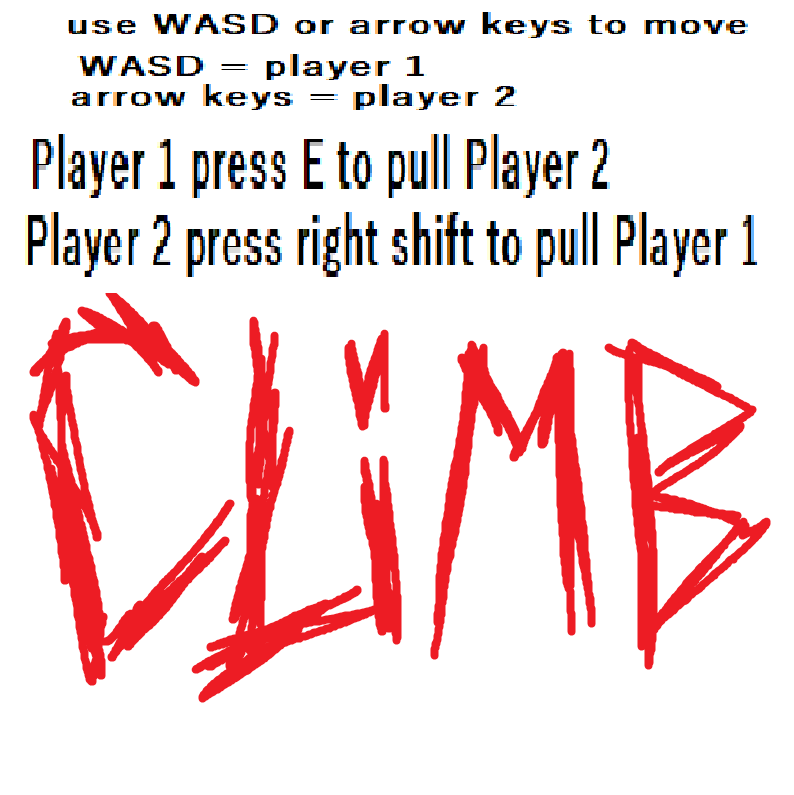 use WASD or arrow keys to move
WASD = player 1
arrow keys = player 2
Player 1 press E to pull Player 2
Player 2 press right shift to pull Player 1
CLiMB